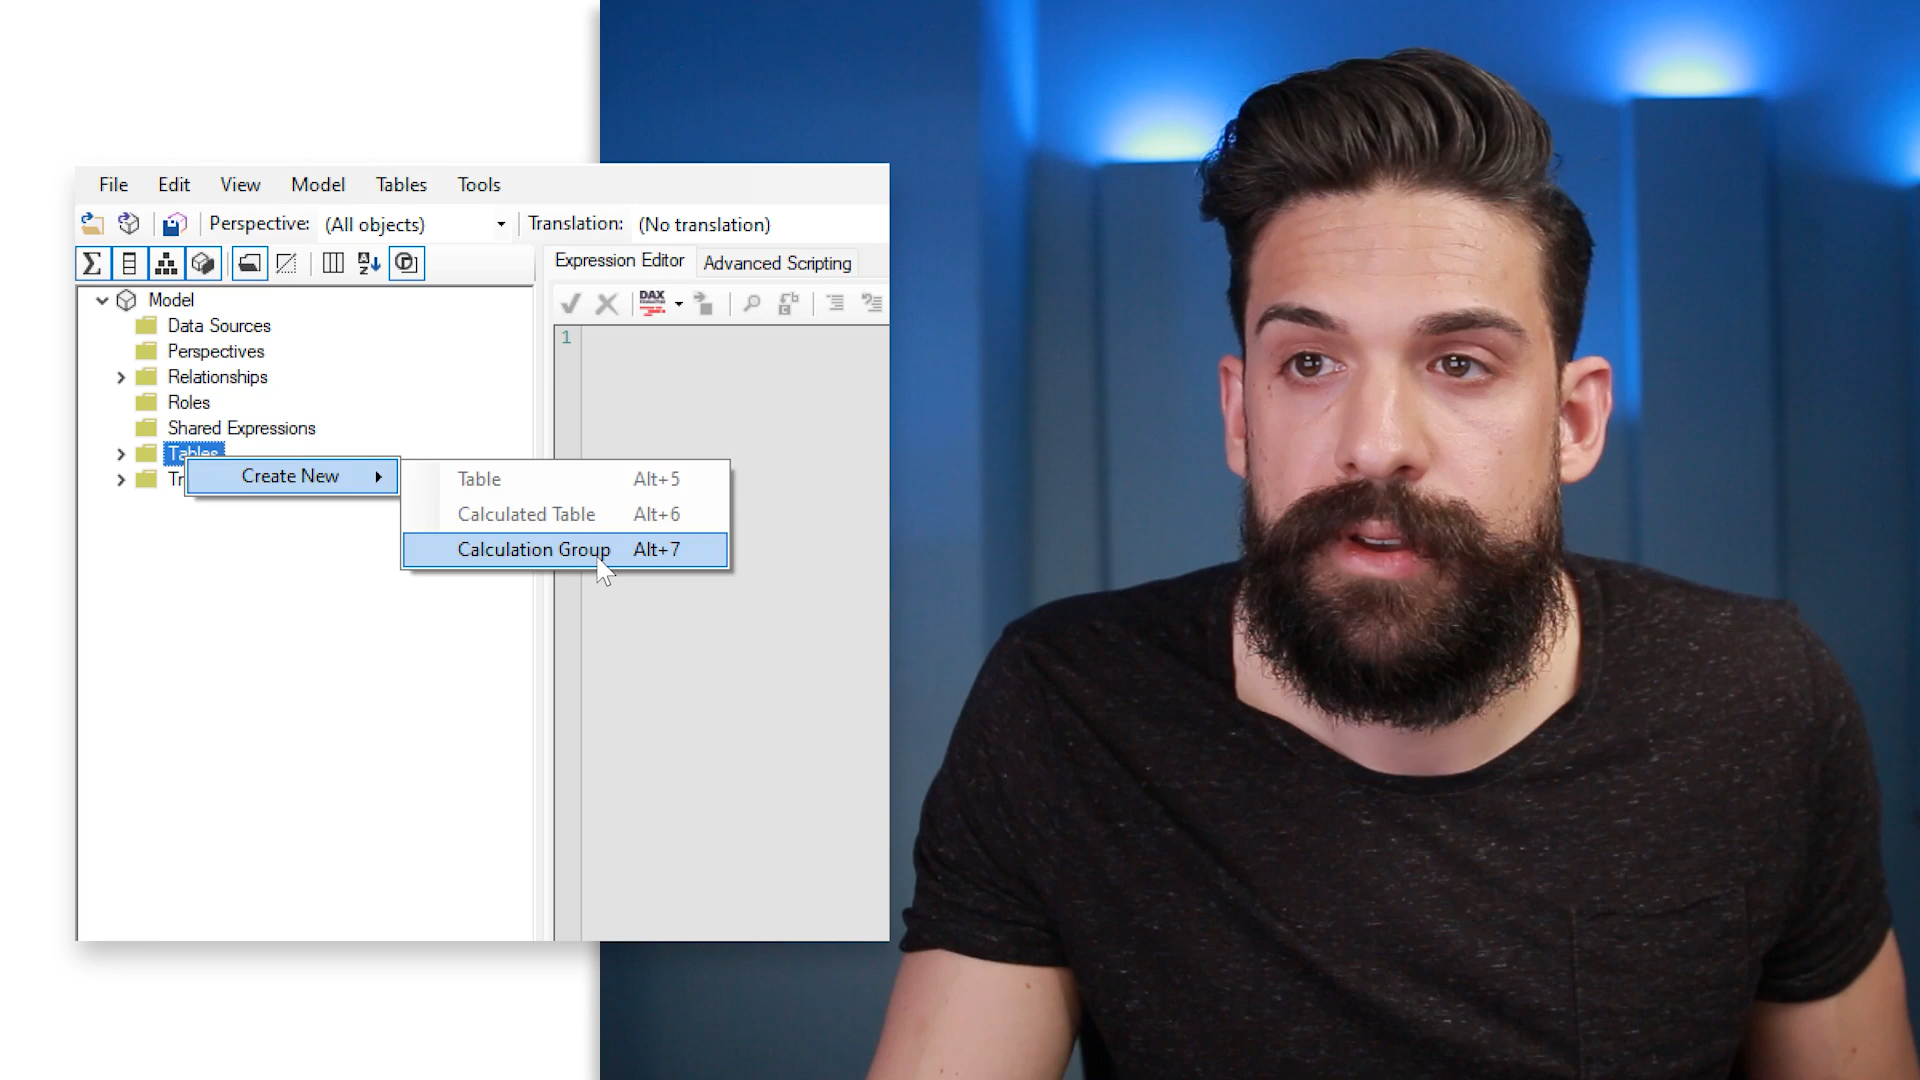 File Edit View Model Tables Tools
Perspective: (All objects) Translation: (No translation)
Expression Editor Advanced Scripting
DAX
1
Model
Data Sources
Perspectives
Relationships
Roles
Shared Expressions
Tables
Tr
Create New
Table Alt+5
Calculated Table Alt+6
Calculation Group Alt+7